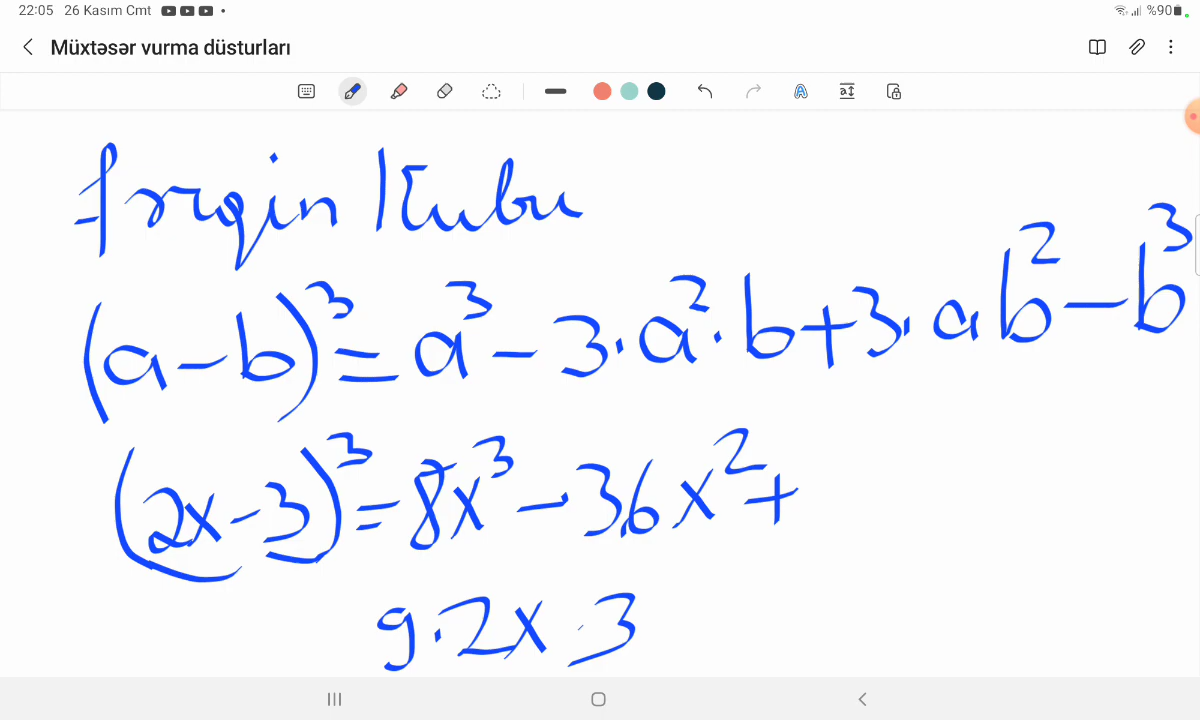 22:05 26 Kasım Cmt • %90
Müxtəsər vurma düsturları
Kubu
(a-b)³=a³-3·a²·b+3·ab²-b³
(2x-3)³=8x³-36x²+
9·2x·3